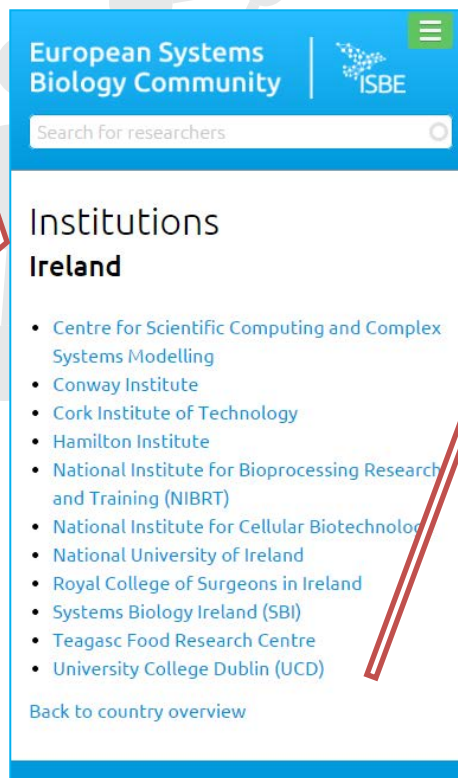 European Systems
Biology Community
ISBE
Search for researchers
Institutions
Ireland
• Centre for Scientific Computing and Complex
Systems Modelling
• Conway Institute
• Cork Institute of Technology
• Hamilton Institute
• National Institute for Bioprocessing Research
and Training (NIBRT)
• National Institute for Cellular
• National University of Ireland
• Royal College of Surgeons in Ireland
• Systems Biology Ireland (SBI)
• Teagasc Food Research Centre
• University College Dublin (UCD)
Back to country overview